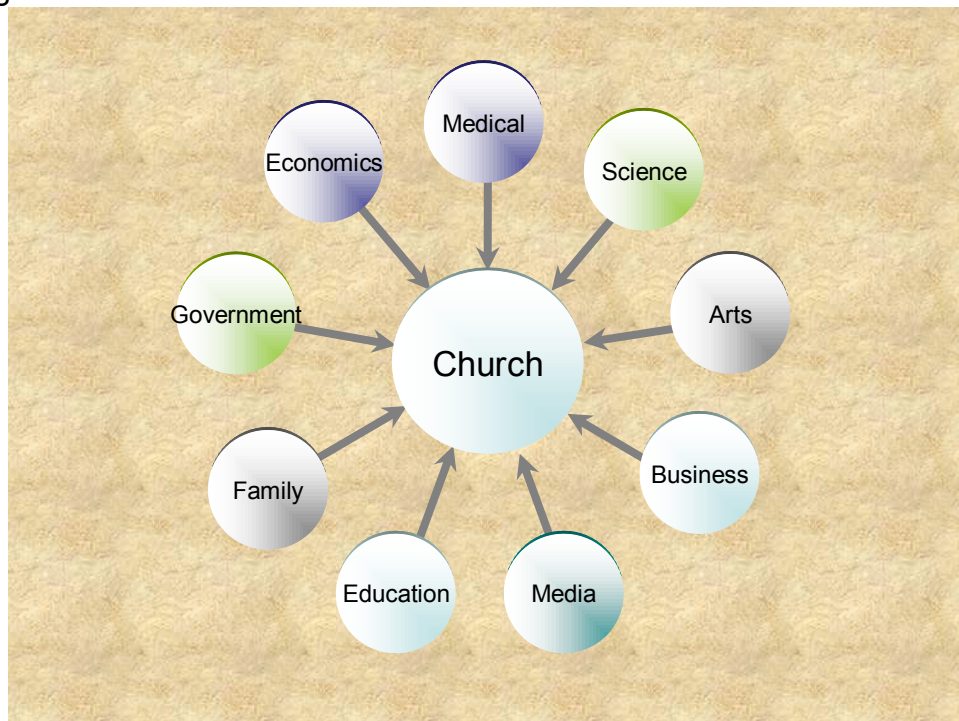 Medical
Economics
Science
Government
Arts
Church
Business
Family
Education
Media